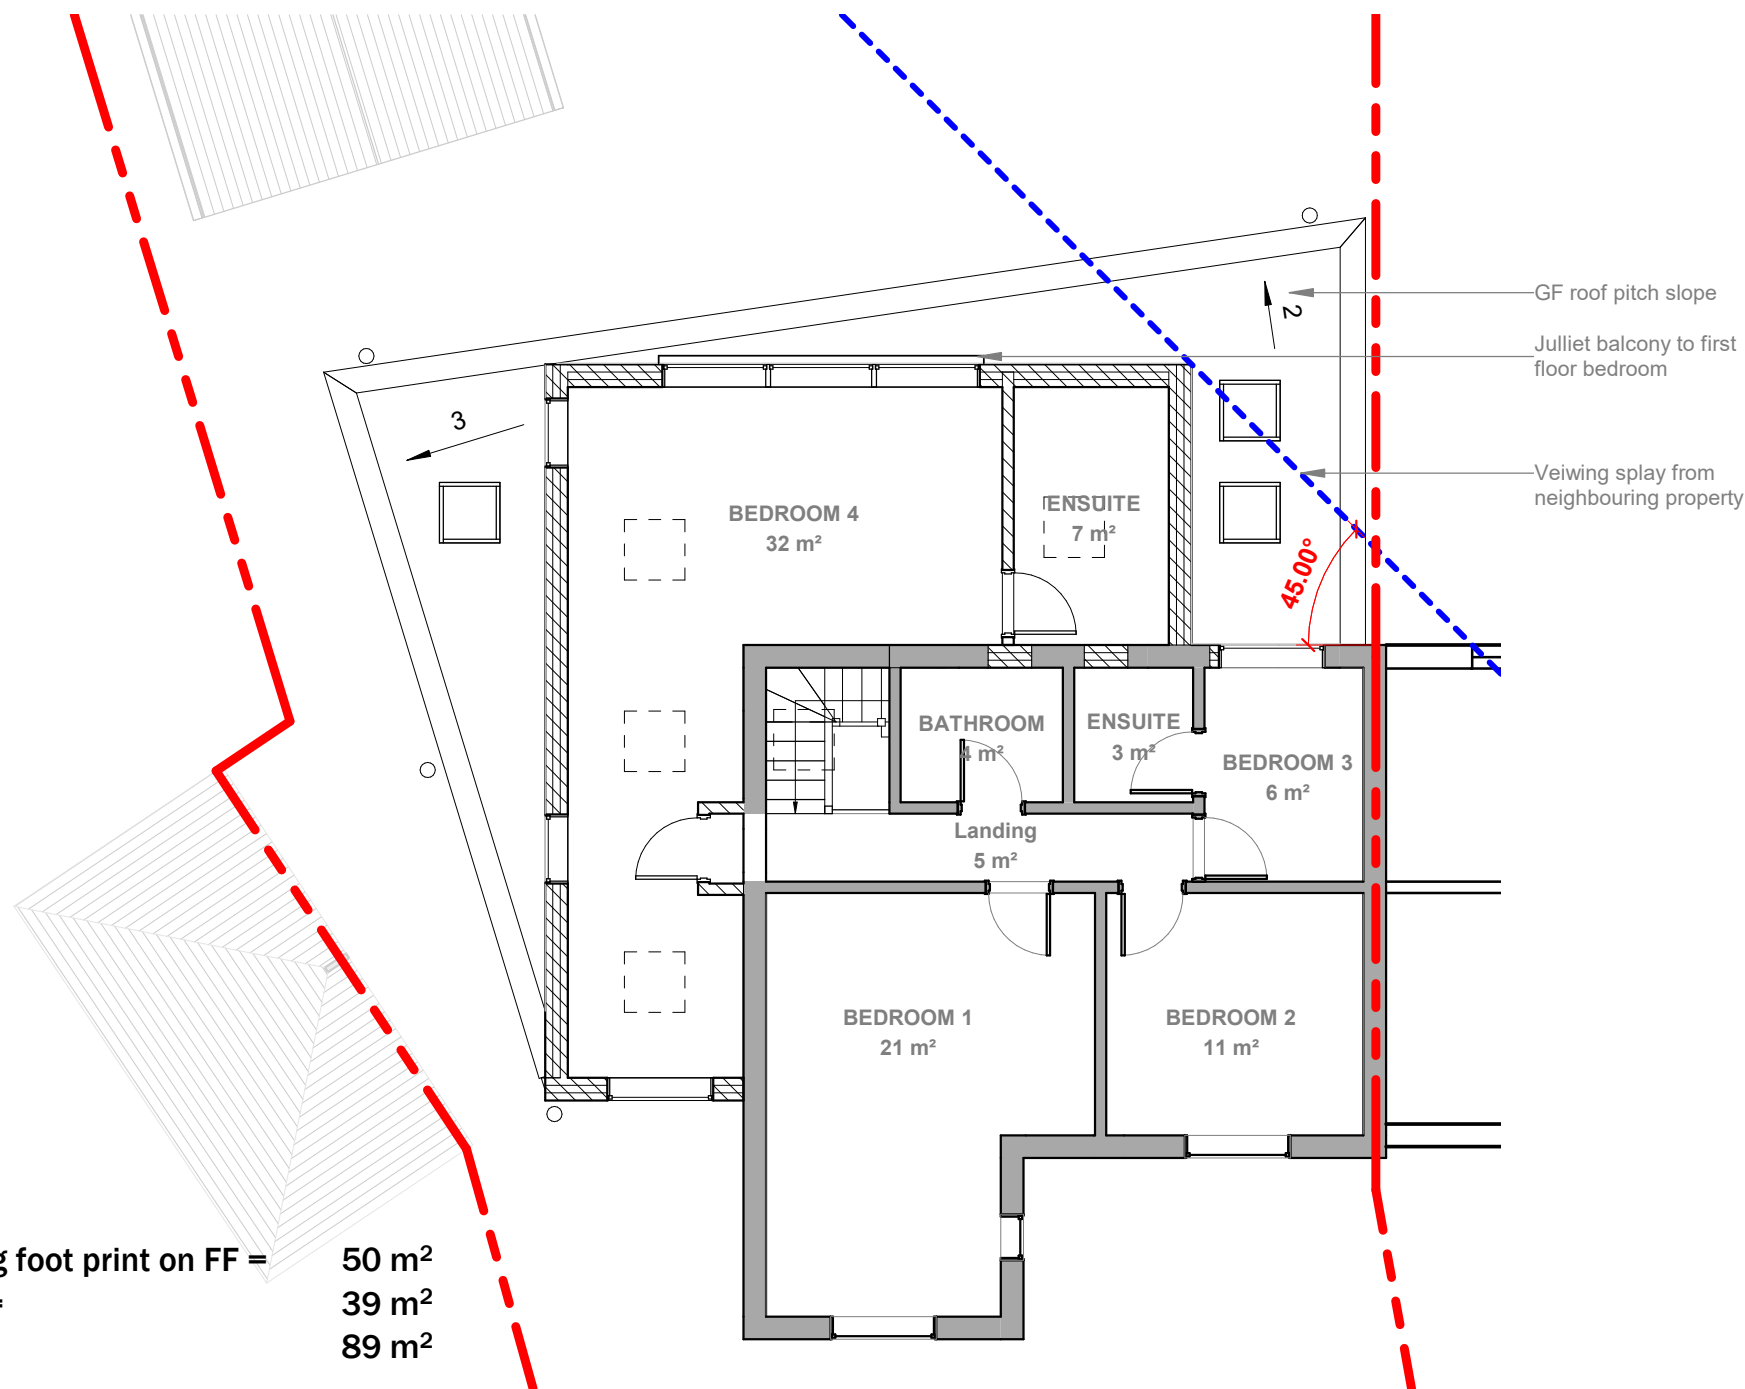 GF roof pitch slope
2
Julliet balcony to first
floor bedroom
3
Veiwing splay from
neighbouring property
BEDROOM 4
32 m²
ENSUITE
7 m²
45.00°
BATHROOM
4 m²
ENSUITE
3 m²
BEDROOM 3
6 m²
Landing
5 m²
BEDROOM 1
21 m²
BEDROOM 2
11 m²
foot print on FF = 50 m²
= 39 m²
89 m²